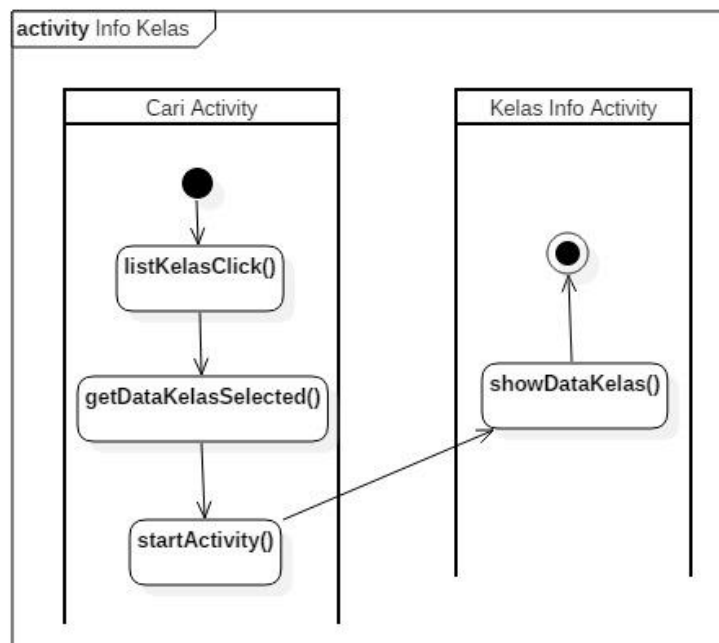 activity Info Kelas
Cari Activity
Kelas Info Activity
listKelasClick()
getDataKelasSelected()
startActivity()
showDataKelas()